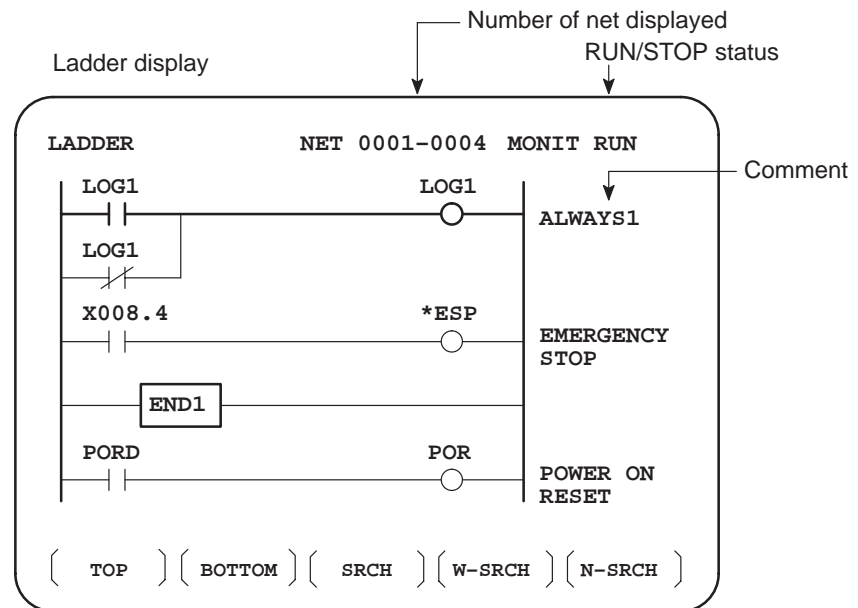 Number of net displayed
RUN/STOP status
Ladder display
LADDER NET 0001-0004 MONIT RUN
Comment
LOG1 LOG1
ALWAYS1
LOG1
X008.4 *ESP
EMERGENCY
STOP
END1
PORD POR
POWER ON
RESET
TOP BOTTOM SRCH W-SRCH N-SRCH